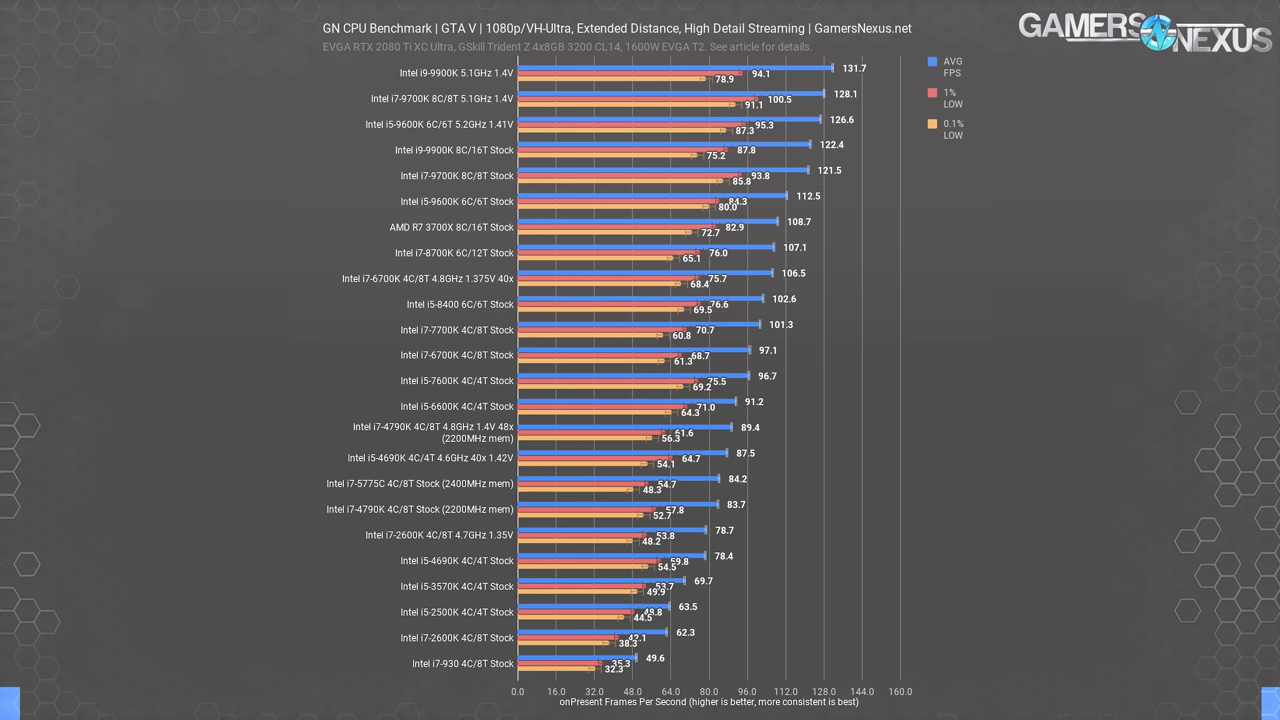 GN CPU Benchmark | GTA V | 1080p/VH-Ultra, Extended Distance, High Detail Streaming | GamersNexus.net
EVGA RTX 2080 Ti XC Ultra, GSkill Trident Z 4x8GB 3200 CL14, 1600W EVGA T2. See article for details.
GAMERS NEXUS
AVG FPS
1% LOW
0.1% LOW
Intel i9-9900K 5.1GHz 1.4V 131.7 94.1 78.9
Intel i7-9700K 8C/8T 5.1GHz 1.4V 128.1 100.5 91.1
Intel i5-9600K 6C/6T 5.2GHz 1.41V 126.6 95.3 87.3
Intel i9-9900K 8C/16T Stock 122.4 87.8 75.2
Intel i7-9700K 8C/8T Stock 121.5 93.8 85.8
Intel i5-9600K 6C/6T Stock 112.5 84.3 80.0
AMD R7 3700X 8C/16T Stock 108.7 82.9 72.7
Intel i7-8700K 6C/12T Stock 107.1 76.0 65.1
Intel i7-6700K 4C/8T 4.8GHz 1.375V 40x 106.5 75.7 68.4
Intel i5-8400 6C/6T Stock 102.6 76.6 69.5
Intel i7-7700K 4C/8T Stock 101.3 70.7 60.8
Intel i7-6700K 4C/8T Stock 97.1 68.7 61.3
Intel i5-7600K 4C/4T Stock 96.7 75.5 69.2
Intel i5-6600K 4C/4T Stock 91.2 71.0 64.3
Intel i7-4790K 4C/8T 4.8GHz 1.4V 48x
(2200MHz mem) 89.4 61.6 56.3
Intel i5-4690K 4C/4T 4.6GHz 40x 1.42V 87.5 64.7 54.1
Intel i7-5775C 4C/8T Stock (2400MHz mem) 84.2 54.7 48.3
Intel i7-4790K 4C/8T Stock (2200MHz mem) 83.7 57.8 52.7
Intel i7-2600K 4C/8T 4.7GHz 1.35V 78.7 53.8 48.2
Intel i5-4690K 4C/4T Stock 78.4 59.8 54.5
Intel i5-3570K 4C/4T Stock 69.7 53.7 49.9
Intel i5-2500K 4C/4T Stock 63.5 48.8 44.5
Intel i7-2600K 4C/8T Stock 62.3 42.1 38.3
Intel i7-930 4C/8T Stock 49.6 35.3 32.3
0.0 16.0 32.0 48.0 64.0 80.0 96.0 112.0 128.0 144.0 160.0
onPresent Frames Per Second (higher is better, more consistent is best)